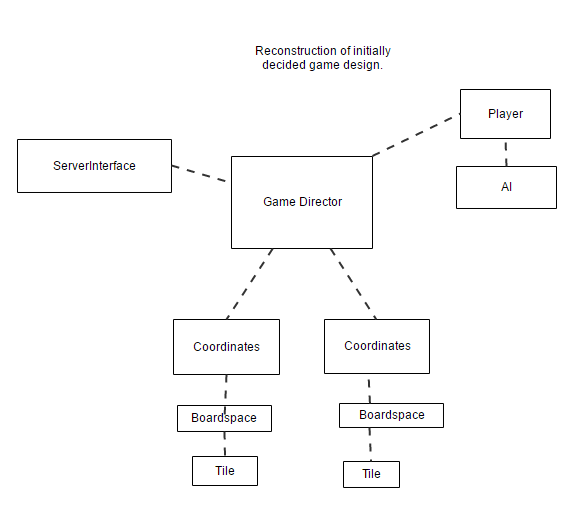 Reconstruction of initially
decided game design.
Player
ServerInterface
AI
Game Director
Coordinates
Coordinates
Boardspace
Boardspace
Tile
Tile